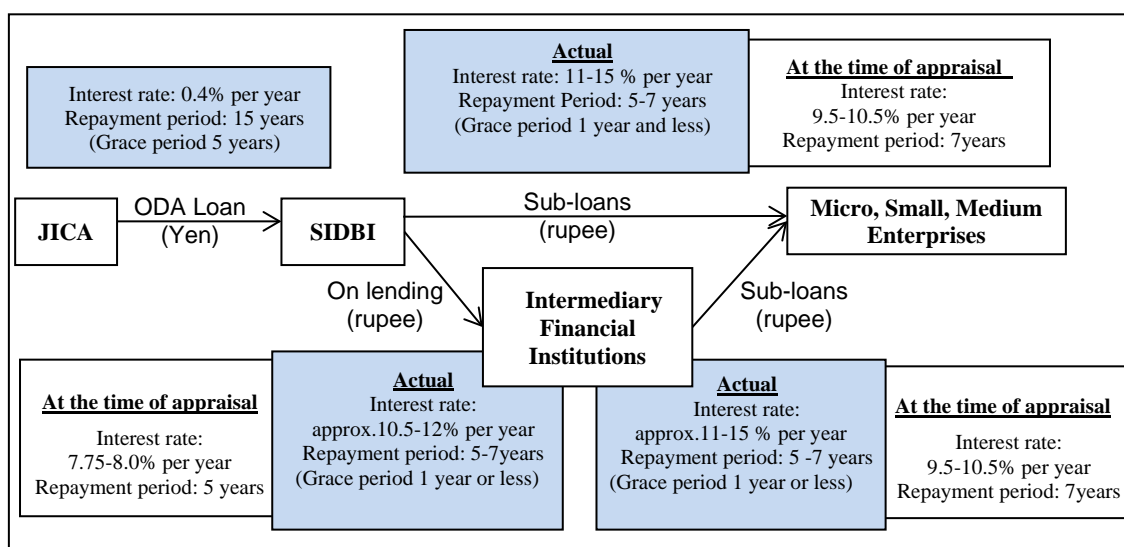 Interest rate: 0.4% per year
Repayment period: 15 years
(Grace period 5 years)
Actual
Interest rate: 11-15 % per year
Repayment Period: 5-7 years
(Grace period 1 year and less)
At the time of appraisal
Interest rate:
9.5-10.5% per year
Repayment period: 7years
JICA
ODA Loan
(Yen)
SIDBI
Sub-loans
(rupee)
Micro, Small, Medium
Enterprises
On lending
(rupee)
Intermediary
Financial
Institutions
Sub-loans
(rupee)
At the time of appraisal
Interest rate:
7.75-8.0% per year
Repayment period: 5 years
Actual
Interest rate:
approx.10.5-12% per year
Repayment period: 5-7years
(Grace period 1 year or less)
Actual
Interest rate:
approx.11-15 % per year
Repayment period: 5 -7 years
(Grace period 1 year or less)
At the time of appraisal
Interest rate:
9.5-10.5% per year
Repayment period: 7years